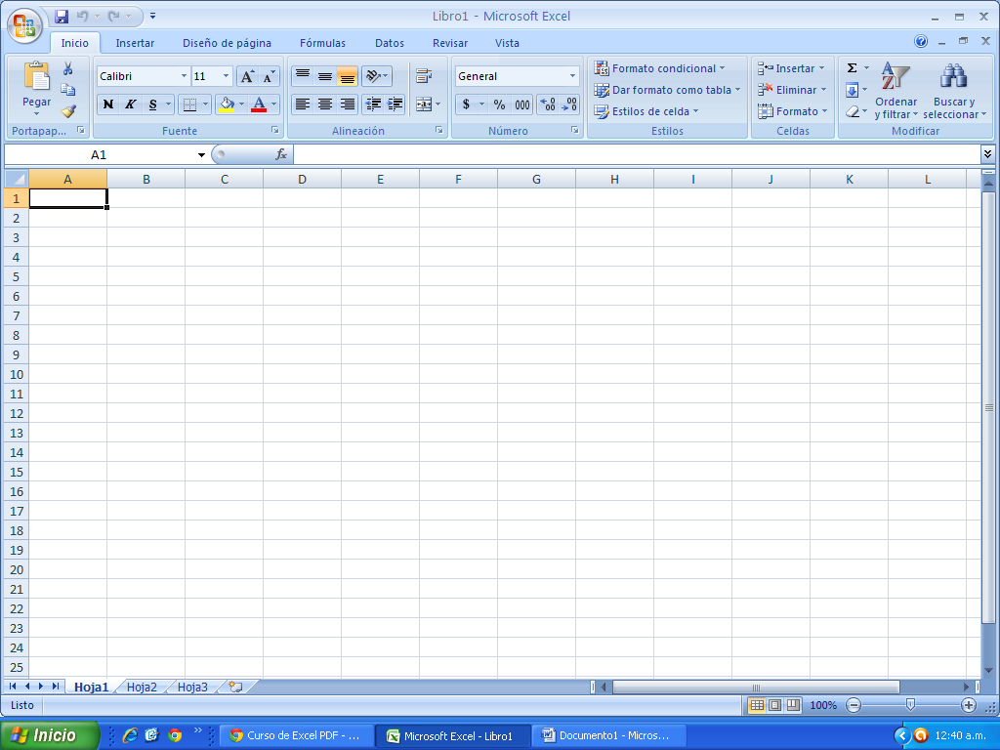 Libro1 - Microsoft Excel
Inicio Insertar Diseño de página Fórmulas Datos Revisar Vista
Pegar
Portapap...
Calibri 11
N K S A
Fuente
Alineación
General
$ % 000
Número
Formato condicional
Dar formato como tabla
Estilos de celda
Estilos
Insertar
Eliminar
Formato
Celdas
Σ
Ordenar y filtrar
Buscar y seleccionar
Modificar
A1 fx
A B C D E F G H I J K L
1
2
3
4
5
6
7
8
9
10
11
12
13
14
15
16
17
18
19
20
21
22
23
24
25
Hoja1 Hoja2 Hoja3
Listo 100%
Inicio Curso de Excel PDF - ... Microsoft Excel - Libro1 Documento1 - Micros... 12:40 a.m.